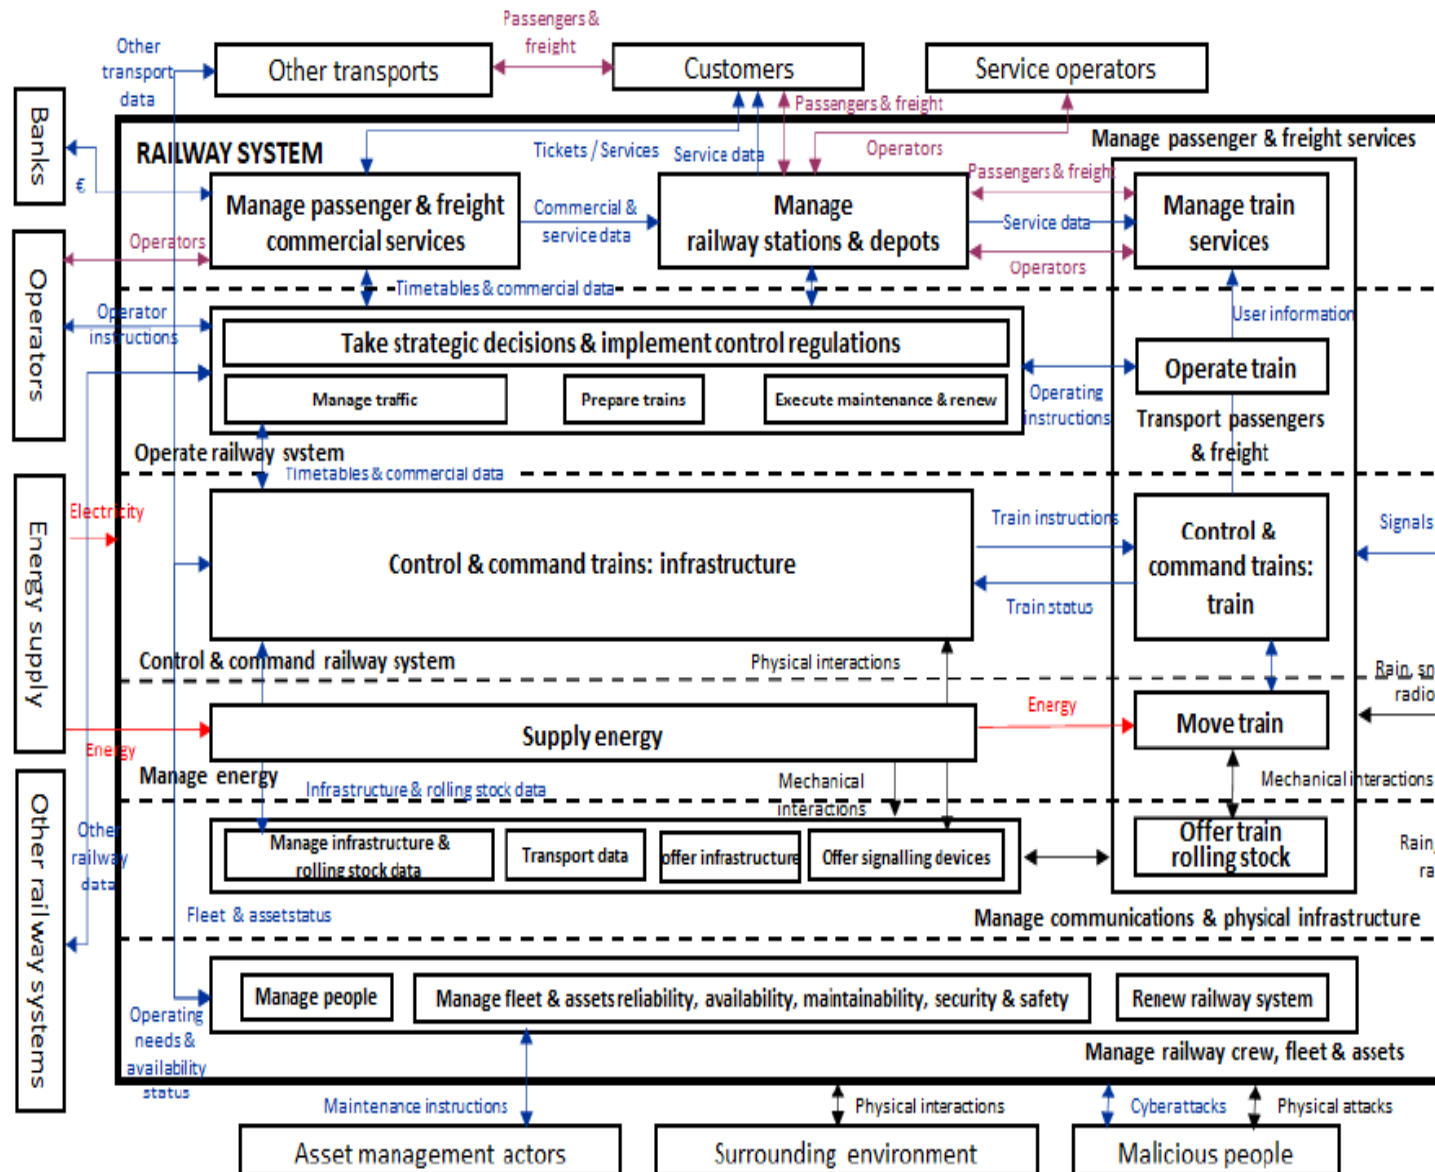 Passengers &
freight
Other
transport
data
Other transports
Customers
Service operators
Passengers & freight
Banks
RAILWAY SYSTEM
Tickets / Services
Service data
Operators
Manage passenger & freight services
€
Manage passenger & freight
commercial services
Commercial &
service data
Manage
railway stations & depots
Passengers & freight
Service data
Operators
Manage train
services
Operators
Operators
Timetables & commercial data
Operator
instructions
User information
Take strategic decisions & implement control regulations
Manage traffic
Prepare trains
Execute maintenance & renew
Operating
instructions
Operate train
Transport passengers
& freight
Operate railway system
Timetables & commercial data
Energy supply
Electricity
Control & command trains: infrastructure
Train instructions
Train status
Control &
command trains:
train
Signals
Control & command railway system
Physical interactions
Rain, sn
radio
Energy
Supply energy
Energy
Move train
Manage energy
Infrastructure & rolling stock data
Mechanical
interactions
Mechanical interactions
Other railway systems
Other
railway
data
Manage infrastructure &
rolling stock data
Transport data
offer infrastructure
Offer signalling devices
Offer train
rolling stock
Rain,
ra
Fleet & asset status
Manage communications & physical infrastructure
Manage people
Manage fleet & assets reliability, availability, maintainability, security & safety
Renew railway system
Operating
needs &
availability
status
Manage railway crew, fleet & assets
Maintenance instructions
Physical interactions
Cyberattacks
Physical attacks
Asset management actors
Surrounding environment
Malicious people